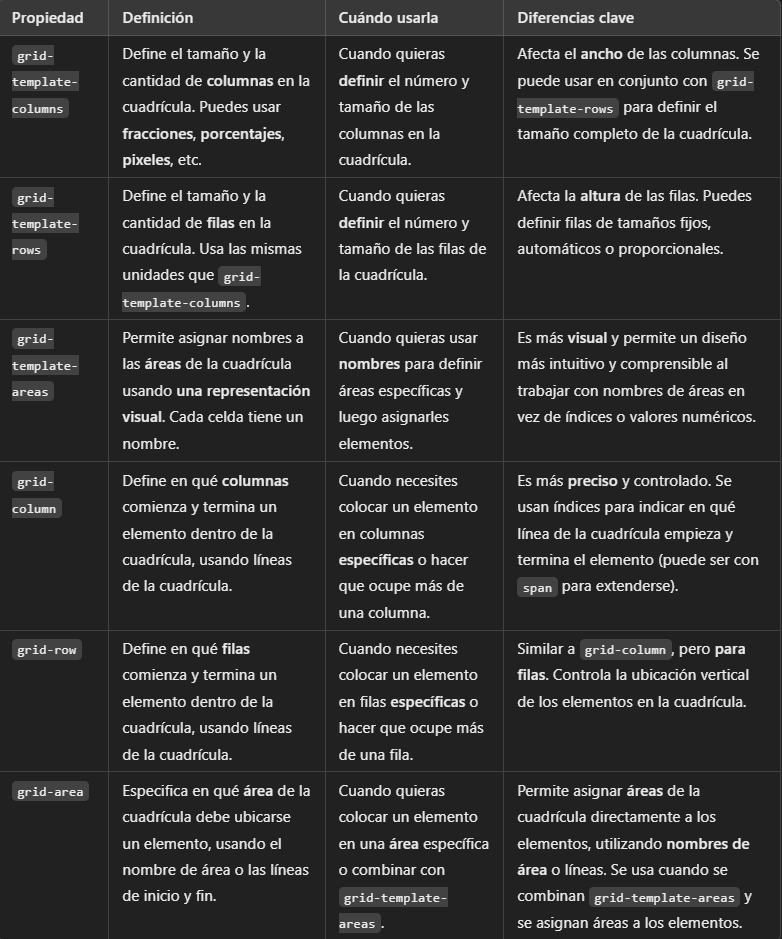 Propiedad
Definición
Cuándo usarla
Diferencias clave
grid-
template-
columns
Define el tamaño y la
cantidad de columnas en la
cuadrícula. Puedes usar
fracciones, porcentajes,
pixeles, etc.
Cuando quieras
definir el número y
tamaño de las
columnas en la
cuadrícula.
Afecta el ancho de las columnas. Se
puede usar en conjunto con grid-
template-rows para definir el
tamaño completo de la cuadrícula.
grid-
template-
rows
Define el tamaño y la
cantidad de filas en la
cuadrícula. Usa las mismas
unidades que grid-
template-columns.
Cuando quieras
definir el número y
tamaño de las filas de
la cuadrícula.
Afecta la altura de las filas. Puedes
definir filas de tamaños fijos,
automáticos o proporcionales.
grid-
template-
areas
Permite asignar nombres a
las áreas de la cuadrícula
usando una representación
visual. Cada celda tiene un
nombre.
Cuando quieras usar
nombres para definir
áreas específicas y
luego asignarles
elementos.
Es más visual y permite un diseño
más intuitivo y comprensible al
trabajar con nombres de áreas en
vez de índices o valores numéricos.
grid-
column
Define en qué columnas
comienza y termina un
elemento dentro de la
cuadrícula, usando líneas
de la cuadrícula.
Cuando necesites
colocar un elemento
en columnas
específicas o hacer
que ocupe más de
una columna.
Es más preciso y controlado. Se
usan índices para indicar en qué
línea de la cuadrícula empieza y
termina el elemento (puede ser con
span para extenderse).
grid-row
Define en qué filas
comienza y termina un
elemento dentro de la
cuadrícula, usando líneas
de la cuadrícula.
Cuando necesites
colocar un elemento
en filas específicas o
hacer que ocupe más
de una fila.
Similar a grid-column, pero para
filas. Controla la ubicación vertical
de los elementos en la cuadrícula.
grid-area
Especifica en qué área de la
cuadrícula debe ubicarse
un elemento, usando el
nombre de área o las líneas
de inicio y fin.
Cuando quieras
colocar un elemento
en una área específica
o combinar con
grid-template-
areas.
Permite asignar áreas de la
cuadrícula directamente a los
elementos, utilizando nombres de
área o líneas. Se usa cuando se
combinan grid-template-areas y
se asignan áreas a los elementos.